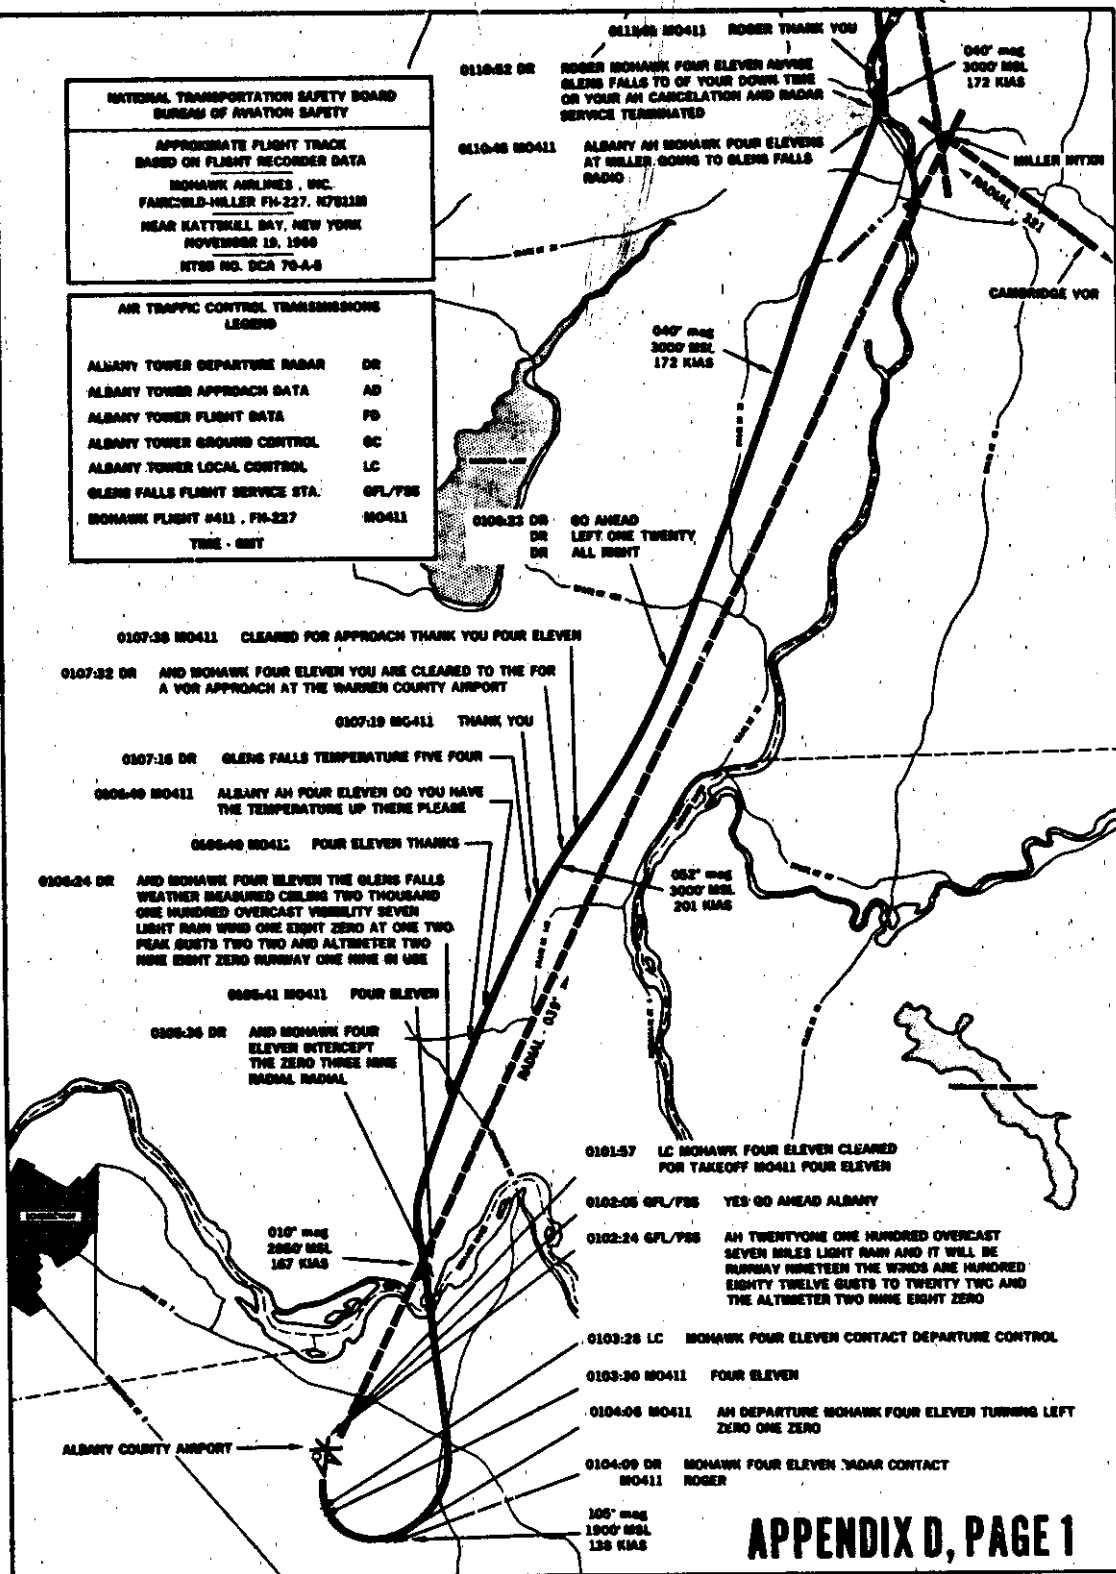 NATIONAL TRANSPORTATION SAFETY BOARD
BUREAU OF AVIATION SAFETY
APPROXIMATE FLIGHT TRACK
BASED ON FLIGHT RECORDER DATA
MOHAWK AIRLINES, INC.
FAIRCHILD-HILLER FH-227,
NEAR KATTSKILL BAY, NEW YORK
NOVEMBER 19,
NTSB NO. DCA 70-A-
AIR TRAFFIC CONTROL TRANSMISSIONS
LEGEND
ALBANY TOWER DEPARTURE RADAR DR
ALBANY TOWER APPROACH DATA AD
ALBANY TOWER FLIGHT DATA FD
ALBANY TOWER GROUND CONTROL GC
ALBANY TOWER LOCAL CONTROL LC
GLENS FALLS FLIGHT SERVICE STA. GFL/FSS
MOHAWK FLIGHT #411, FH-227 MO411
TIME - GMT
MO411 ROGER THANK YOU
0110:52 DR ROGER MOHAWK FOUR ELEVEN ADVISE
GLENS FALLS TO OF YOUR DOWN TIME
OR YOUR AH CANCELATION AND RADAR
SERVICE TERMINATED
MO411 ALBANY AH MOHAWK FOUR ELEVENS
AT MILLER GOING TO GLENS FALLS
RADIO
040° mag
3000' MSL
172 KIAS
MILLER INTXN
RADIAL -
CAMBRIDGE VOR
040° mag
3000' MSL
172 KIAS
DR GO AHEAD
DR LEFT ONE TWENTY
DR ALL RIGHT
0107:38 MO411 CLEARED FOR APPROACH THANK YOU FOUR ELEVEN
0107:32 DR AND MOHAWK FOUR ELEVEN YOU ARE CLEARED TO THE FOR
A VOR APPROACH AT THE WARREN COUNTY AIRPORT
0107:19 MO411 THANK YOU
0107:16 DR GLENS FALLS TEMPERATURE FIVE FOUR
MO411 ALBANY AH FOUR ELEVEN DO YOU HAVE
THE TEMPERATURE UP THERE PLEASE
MO411 FOUR ELEVEN THANKS
0106:24 DR AND MOHAWK FOUR ELEVEN THE GLENS FALLS
WEATHER MEASURED CEILING TWO THOUSAND
ONE HUNDRED OVERCAST VISIBILITY SEVEN
LIGHT RAIN WIND ONE EIGHT ZERO AT ONE TWO
PEAK GUSTS TWO TWO AND ALTIMETER TWO
NINE EIGHT ZERO RUNWAY ONE NINE IN USE
052° mag
3000' MSL
201 KIAS
0105:41 MO411 FOUR ELEVEN
0105:36 DR AND MOHAWK FOUR
ELEVEN INTERCEPT
THE ZERO THREE NINE
RADIAL RADIAL
RADIAL - 039°
0101:57 LC MOHAWK FOUR ELEVEN CLEARED
FOR TAKEOFF MO411 FOUR ELEVEN
0102:05 GFL/FSS YES GO AHEAD ALBANY
0102:24 GFL/FSS AH TWENTYONE ONE HUNDRED OVERCAST
SEVEN MILES LIGHT RAIN AND IT WILL BE
RUNWAY NINETEEN THE WINDS ARE HUNDRED
EIGHTY TWELVE GUSTS TO TWENTY TWO AND
THE ALTIMETER TWO NINE EIGHT ZERO
010° mag
MSL
167 KIAS
0103:28 LC MOHAWK FOUR ELEVEN CONTACT DEPARTURE CONTROL
0103:30 MO411 FOUR ELEVEN
0104:06 MO411 AH DEPARTURE MOHAWK FOUR ELEVEN TURNING LEFT
ZERO ONE ZERO
ALBANY COUNTY AIRPORT
0104:09 DR MOHAWK FOUR ELEVEN RADAR CONTACT
MO411 ROGER
105° mag
1900' MSL
138 KIAS
APPENDIX D, PAGE 1